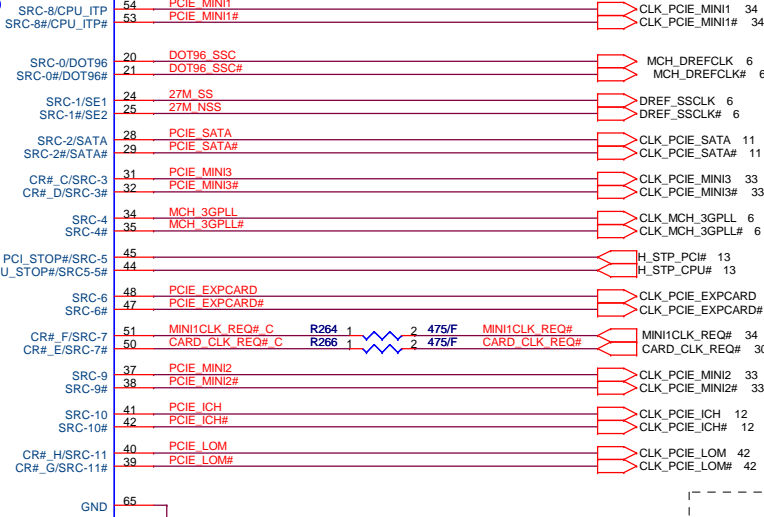 SRC-8/CPU_ITP 54 PCIE_MINI1 CLK_PCIE_MINI1 34
SRC-8#/CPU_ITP# 53 PCIE_MINI1# CLK_PCIE_MINI1# 34
SRC-0/DOT96 20 DOT96_SSC MCH_DREFCLK 6
SRC-0#/DOT96# 21 DOT96_SSC# MCH_DREFCLK# 6
SRC-1/SE1 24 27M_SS DREF_SSCLK 6
SRC-1#/SE2 25 27M_NSS DREF_SSCLK# 6
SRC-2/SATA 28 PCIE_SATA CLK_PCIE_SATA 11
SRC-2#/SATA# 29 PCIE_SATA# CLK_PCIE_SATA# 11
CR#_C/SRC-3 31 PCIE_MINI3 CLK_PCIE_MINI3 33
CR#_D/SRC-3# 32 PCIE_MINI3# CLK_PCIE_MINI3# 33
SRC-4 34 MCH_3GPLL CLK_MCH_3GPLL 6
SRC-4# 35 MCH_3GPLL# CLK_MCH_3GPLL# 6
PCI_STOP#/SRC-5 45 H_STP_PCI# 13
U_STOP#/SRC5-5# 44 H_STP_CPU# 13
SRC-6 48 PCIE_EXPCARD CLK_PCIE_EXPCARD
SRC-6# 47 PCIE_EXPCARD# CLK_PCIE_EXPCARD#
CR#_F/SRC-7 51 MINI1CLK_REQ#_C R264 1 2 475/F MINI1CLK_REQ# MINI1CLK_REQ# 34
CR#_E/SRC-7# 50 CARD_CLK_REQ#_C R266 1 2 475/F CARD_CLK_REQ# CARD_CLK_REQ# 30
SRC-9 37 PCIE_MINI2 CLK_PCIE_MINI2 33
SRC-9# 38 PCIE_MINI2# CLK_PCIE_MINI2# 33
SRC-10 41 PCIE_ICH CLK_PCIE_ICH 12
SRC-10# 42 PCIE_ICH# CLK_PCIE_ICH# 12
CR#_H/SRC-11 40 PCIE_LOM CLK_PCIE_LOM 42
CR#_G/SRC-11# 39 PCIE_LOM# CLK_PCIE_LOM# 42
GND 65